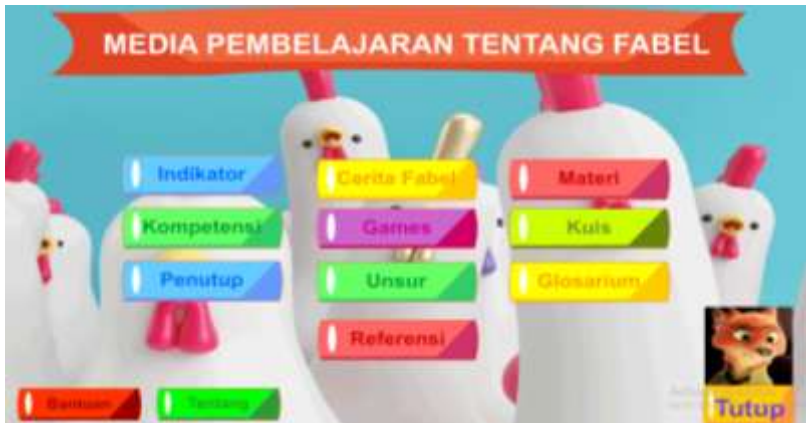 MEDIA PEMBELAJARAN TENTANG FABEL
Indikator
Cerita Fabel
Materi
Kompetensi
Games
Kuis
Penutup
Unsur
Glosarium
Referensi
Bantuan
Tentang
Tutup